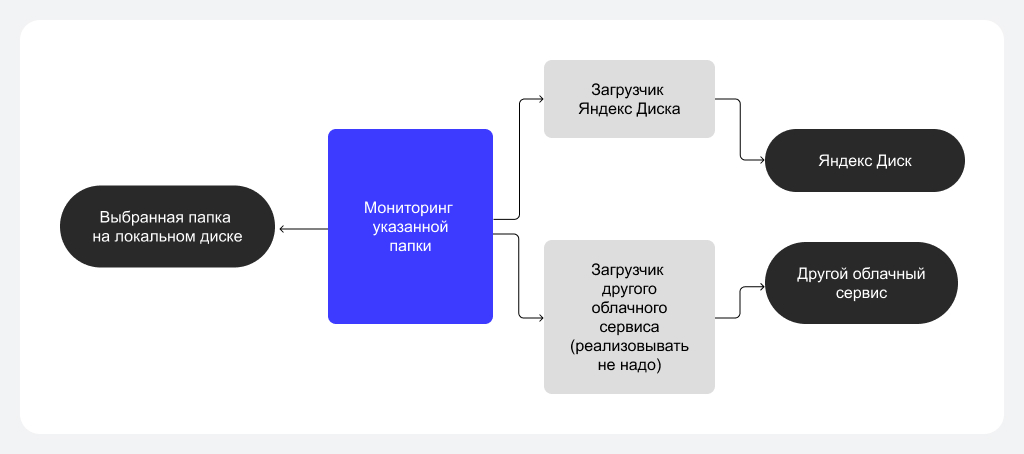 Выбранная папка
на локальном диске
Мониторинг
указанной
папки
Загрузчик
Яндекс Диска
Яндекс Диск
Загрузчик
другого
облачного
сервиса
(реализовывать
не надо)
Другой облачный
сервис